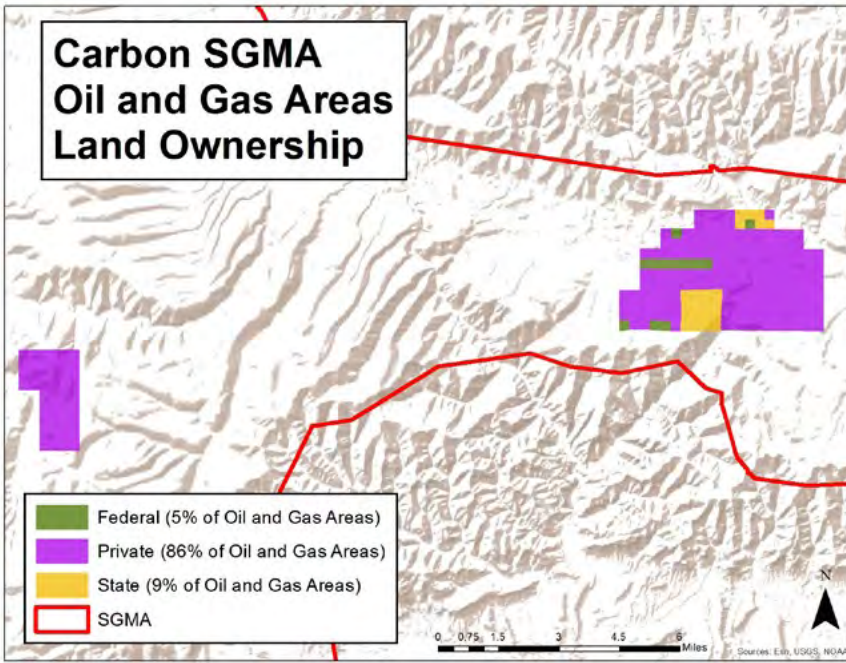 Carbon SGMA
Oil and Gas Areas
Land Ownership
Federal (5% of Oil and Gas Areas)
Private (86% of Oil and Gas Areas)
State (9% of Oil and Gas Areas)
SGMA
N
0 0.75 1.5 3 4.5 6
Miles
Sources: Esri, USGS, NOAA